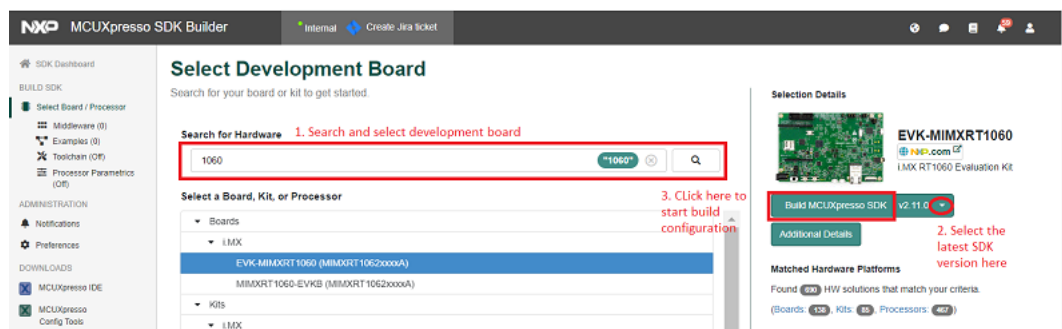 NXP MCUXpresso SDK Builder
Internal
Create Jira ticket
59
SDK Dashboard
BUILD SDK
Select Board / Processor
Middleware (0)
Examples (0)
Toolchain (Off)
Processor Parametrics
(Off)
ADMINISTRATION
Notifications
Preferences
DOWNLOADS
MCUXpresso IDE
MCUXpresso
Config Tools
Select Development Board
Search for your board or kit to get started.
Search for Hardware
1. Search and select development board
1060
"1060"
Select a Board, Kit, or Processor
Boards
i.MX
EVK-MIMXRT1060 (MIMXRT1062xxxxA)
MIMXRT1060-EVKB (MIMXRT1062xxxxA)
Kits
i.MX
3. CLick here to
start build
configuration
Selection Details
EVK-MIMXRT1060
NXP.com
i.MX RT1060 Evaluation Kit
Build MCUXpresso SDK
v2.11.0
Additional Details
2. Select the
latest SDK
version here
Matched Hardware Platforms
Found 690 HW solutions that match your criteria.
(Boards: 138, Kits: 85, Processors: 467)